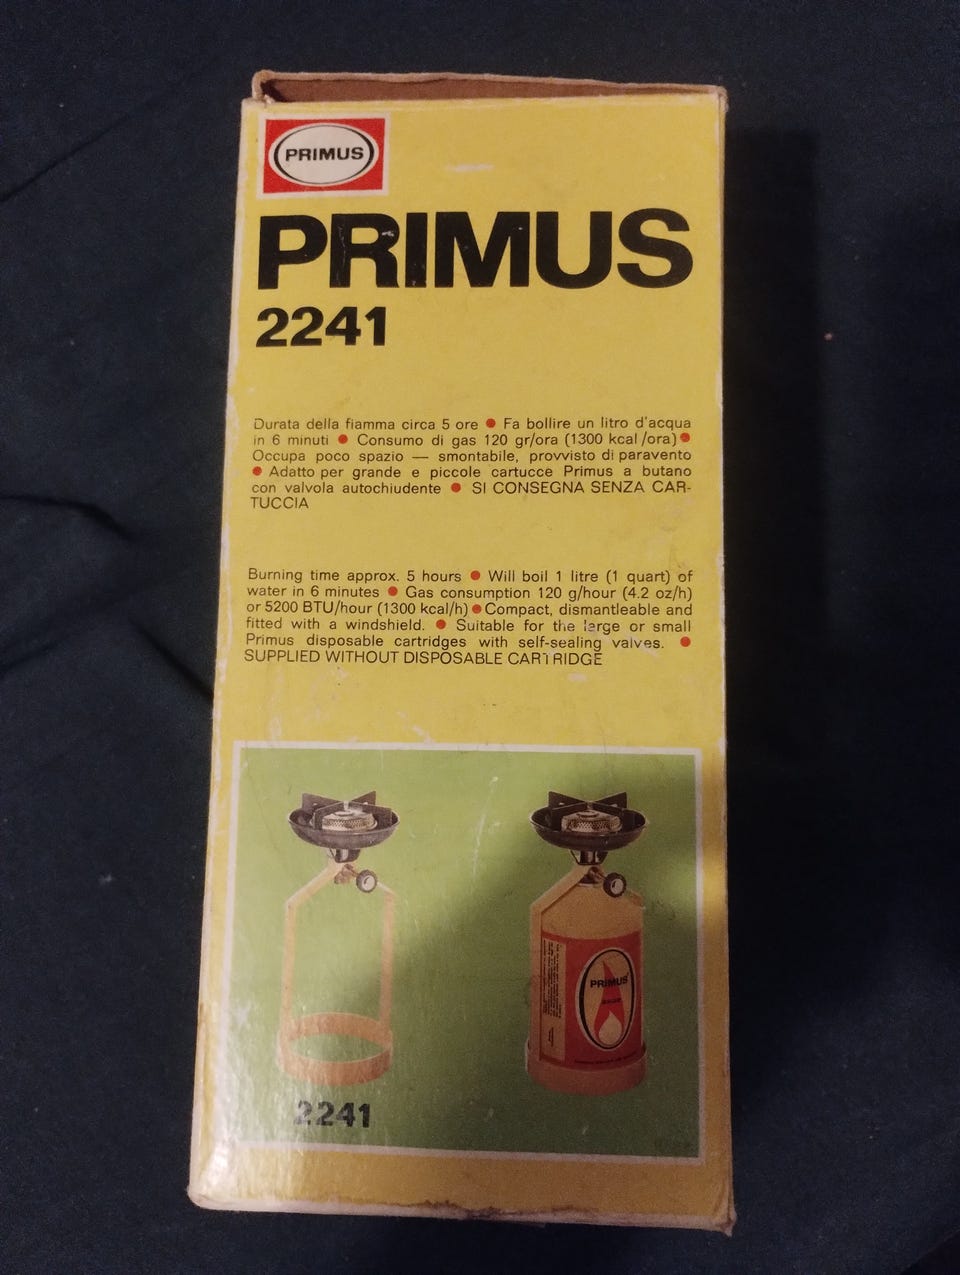 PRIMUS
PRIMUS
2241
Durata della fiamma circa 5 ore ● Fa bollire un litro d'acqua
in 6 minuti ● Consumo di gas 120 gr/ora (1300 kcal/ora) ●
Occupa poco spazio — smontabile, provvisto di paravento
● Adatto per grande e piccole cartucce Primus a butano
con valvola autochiudente ● SI CONSEGNA SENZA CAR-
TUCCIA
Burning time approx. 5 hours ● Will boil 1 litre (1 quart) of
water in 6 minutes ● Gas consumption 120 g/hour (4.2 oz/h)
or 5200 BTU/hour (1300 kcal/h) ● Compact, dismantleable and
fitted with a windshield. ● Suitable for the large or small
Primus disposable cartridges with self-sealing valves. ●
SUPPLIED WITHOUT DISPOSABLE CARTRIDGE
PRIMUS
2241